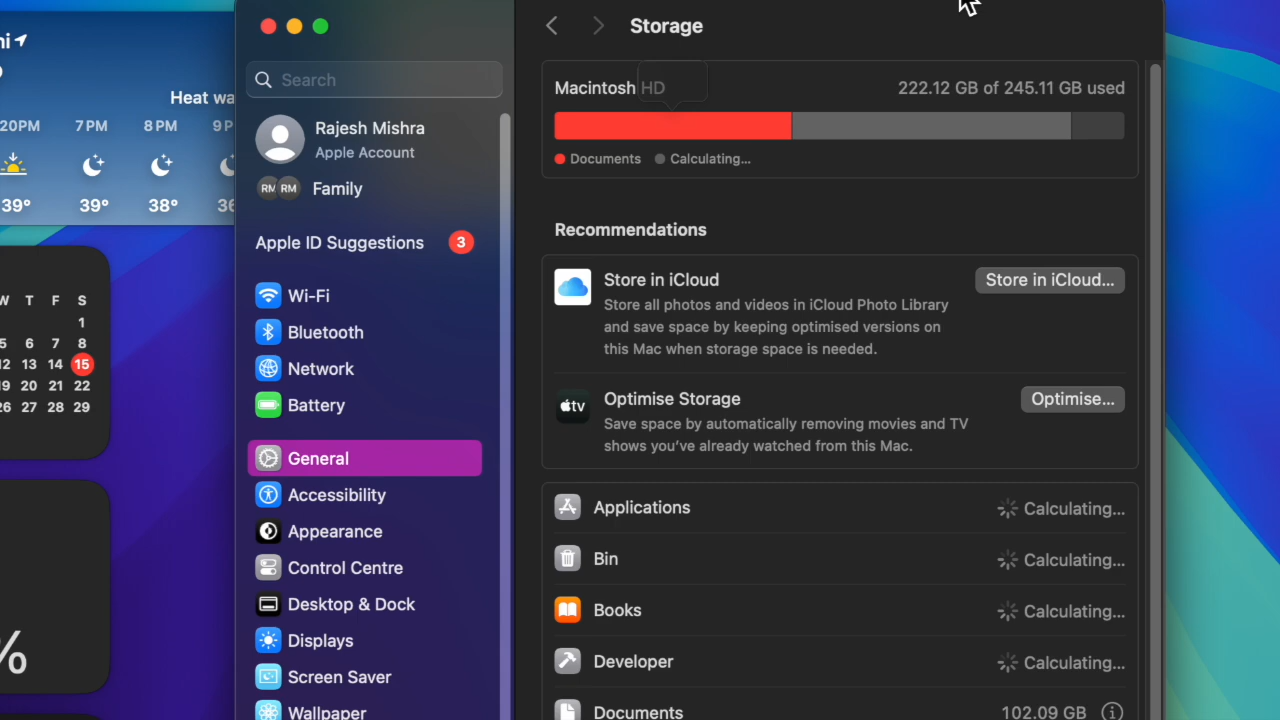 Heat wa
20PM 7 PM 8 PM 9 P
39° 39° 38° 36
W T F S
1
5 6 7 8
12 13 14 15
19 20 21 22
26 27 28 29
%
Search
Rajesh Mishra
Apple Account
RM RM Family
Apple ID Suggestions 3
Wi-Fi
Bluetooth
Network
Battery
General
Accessibility
Appearance
Control Centre
Desktop & Dock
Displays
Screen Saver
Wallpaper
Storage
Macintosh HD 222.12 GB of 245.11 GB used
Documents Calculating...
Recommendations
Store in iCloud Store in iCloud...
Store all photos and videos in iCloud Photo Library
and save space by keeping optimised versions on
this Mac when storage space is needed.
tv Optimise Storage Optimise...
Save space by automatically removing movies and TV
shows you've already watched from this Mac.
Applications Calculating...
Bin Calculating...
Books Calculating...
Developer Calculating...
Documents 102.09 GB